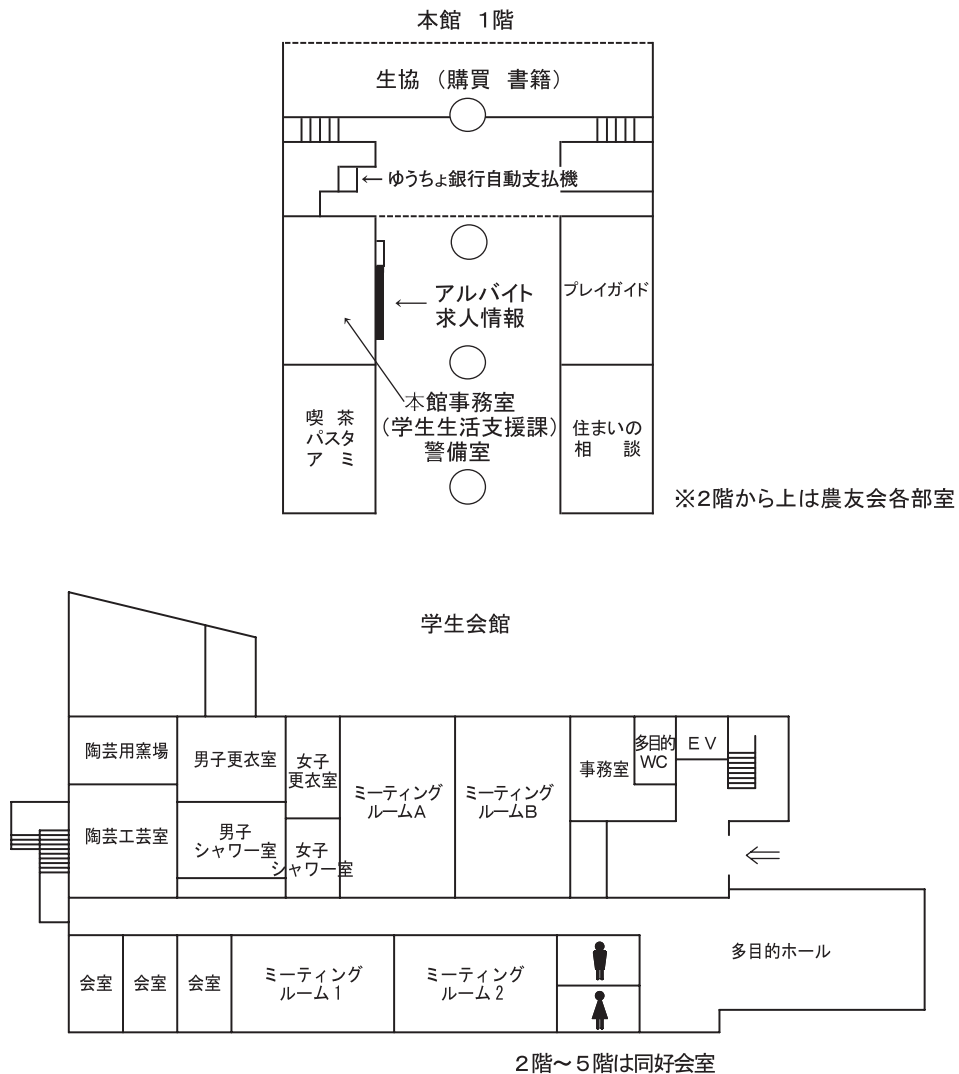 本館 1階
生協 （購買 書籍）
←ゆうちょ銀行自動支払機
プレイガイド
←アルバイト
求人情報
本館事務室
（学生生活支援課）
警備室
喫 茶
パスタ
ア ミ
住まいの
相 談
※2階から上は農友会各部室
学生会館
陶芸用窯場
男子更衣室
女子
更衣室
ミーティング
ルームA
ミーティング
ルームB
事務室
多目的
WC
EV
陶芸工芸室
男子
シャワー室
女子
シャワー室
多目的ホール
会室
会室
会室
ミーティング
ルーム1
ミーティング
ルーム2
2階～5階は同好会室